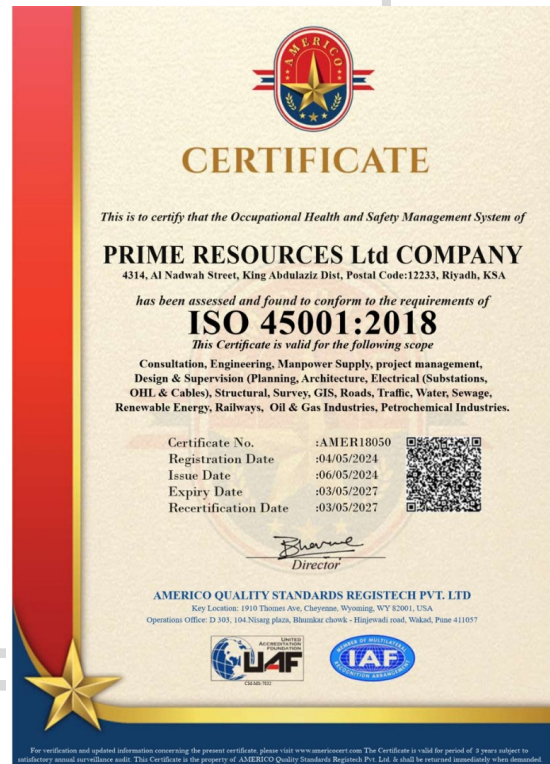 AMERICO
CERTIFICATE
This is to certify that the Occupational Health and Safety Management System of
PRIME RESOURCES Ltd COMPANY
4314, Al Nadwah Street, King Abdulaziz Dist, Postal Code:12233, Riyadh, KSA
has been assessed and found to conform to the requirements of
ISO 45001:2018
This Certificate is valid for the following scope
Consultation, Engineering, Manpower Supply, project management,
Design & Supervision (Planning, Architecture, Electrical (Substations,
OHL & Cables), Structural, Survey, GIS, Roads, Traffic, Water, Sewage,
Renewable Energy, Railways, Oil & Gas Industries, Petrochemical Industries.
Certificate No. :AMER18050
Registration Date :04/05/2024
Issue Date :06/05/2024
Expiry Date :03/05/2027
Recertification Date :03/05/2027
Director
AMERICO QUALITY STANDARDS REGISTECH PVT. LTD
Key Location: 1910 Thomes Ave, Cheyenne, Wyoming, WY 82001, USA
Operations Office: D 303, 104.Nisarg plaza, Bhumkar chowk - Hinjewadi road, Wakad, Pune 411057
UNITED
ACCREDITATION
FOUNDATION
UAF
MEMBER OF MULTILATERAL
IAF
RECOGNITION ARRANGEMENT
For verification and updated information concerning the present certificate, please visit www.americocert.com The Certificate is valid for period of 3 years subject to
satisfactory annual surveillance audit. This Certificate is the property of AMERICO Quality Standards Registech Pvt. Ltd. & shall be returned immediately when demanded